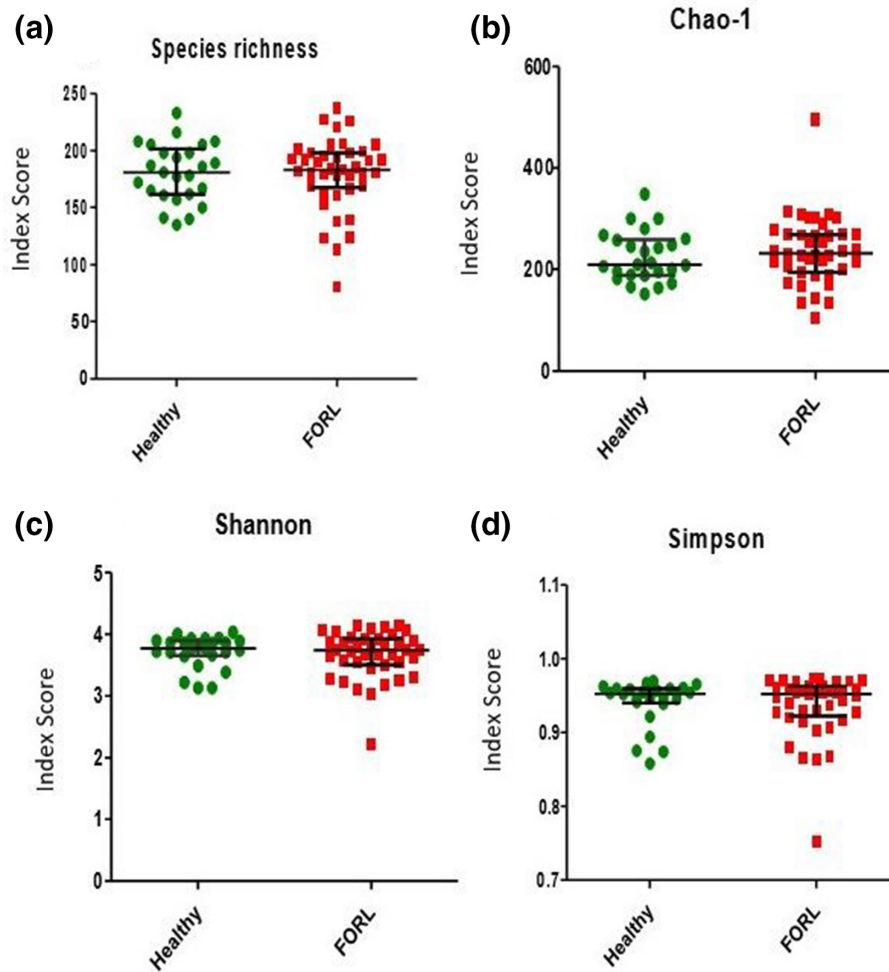 (a)
Species richness
Index Score
250
200
150
100
50
0
Healthy
FORL
(b)
Chao-1
Index Score
600
400
200
0
Healthy
FORL
(c)
Shannon
Index Score
5
4
3
2
1
0
Healthy
FORL
(d)
Simpson
Index Score
1.1
1.0
0.9
0.8
0.7
Healthy
FORL